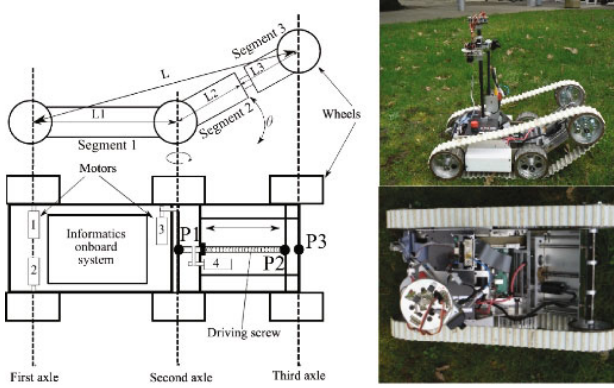 Segment 3
L
L3
L2
L1
Segment 2
θ
Wheels
Segment 1
Motors
1
3
Informatics
onboard
system
P1
P3
2
4
P2
Driving screw
First axle
Second axle
Third axle